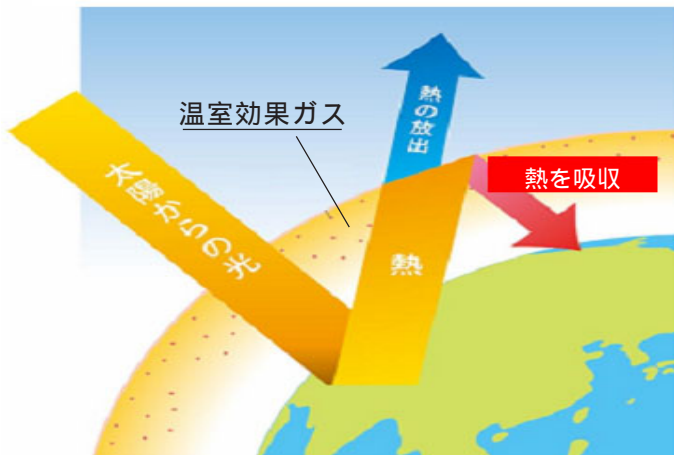 温室効果ガス
熱の放出
熱を吸収
太陽からの光
熱